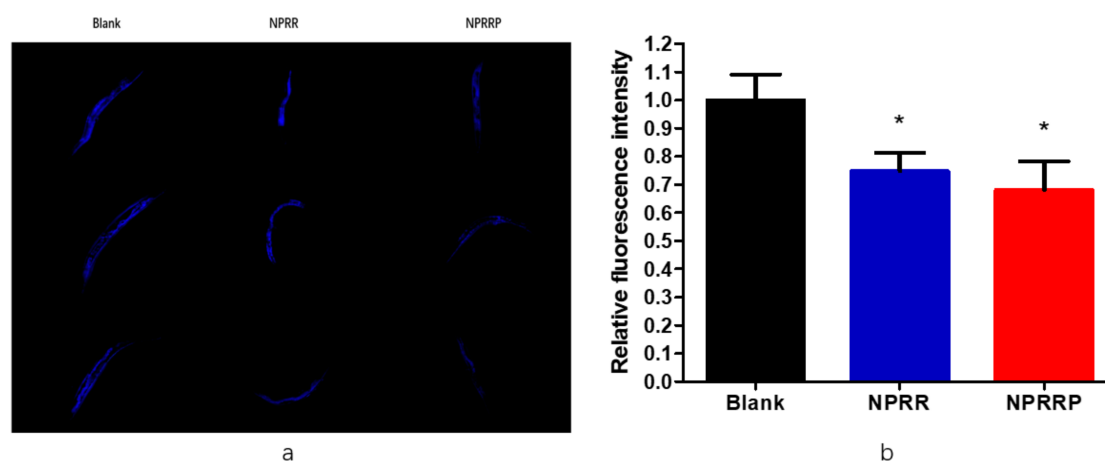 Blank NPRR NPRRP
a
Relative fluorescence intensity
1.2
1.1
1.0
0.9
0.8
0.7
0.6
0.5
0.4
0.3
0.2
0.1
0.0
* *
Blank NPRR NPRRP
b